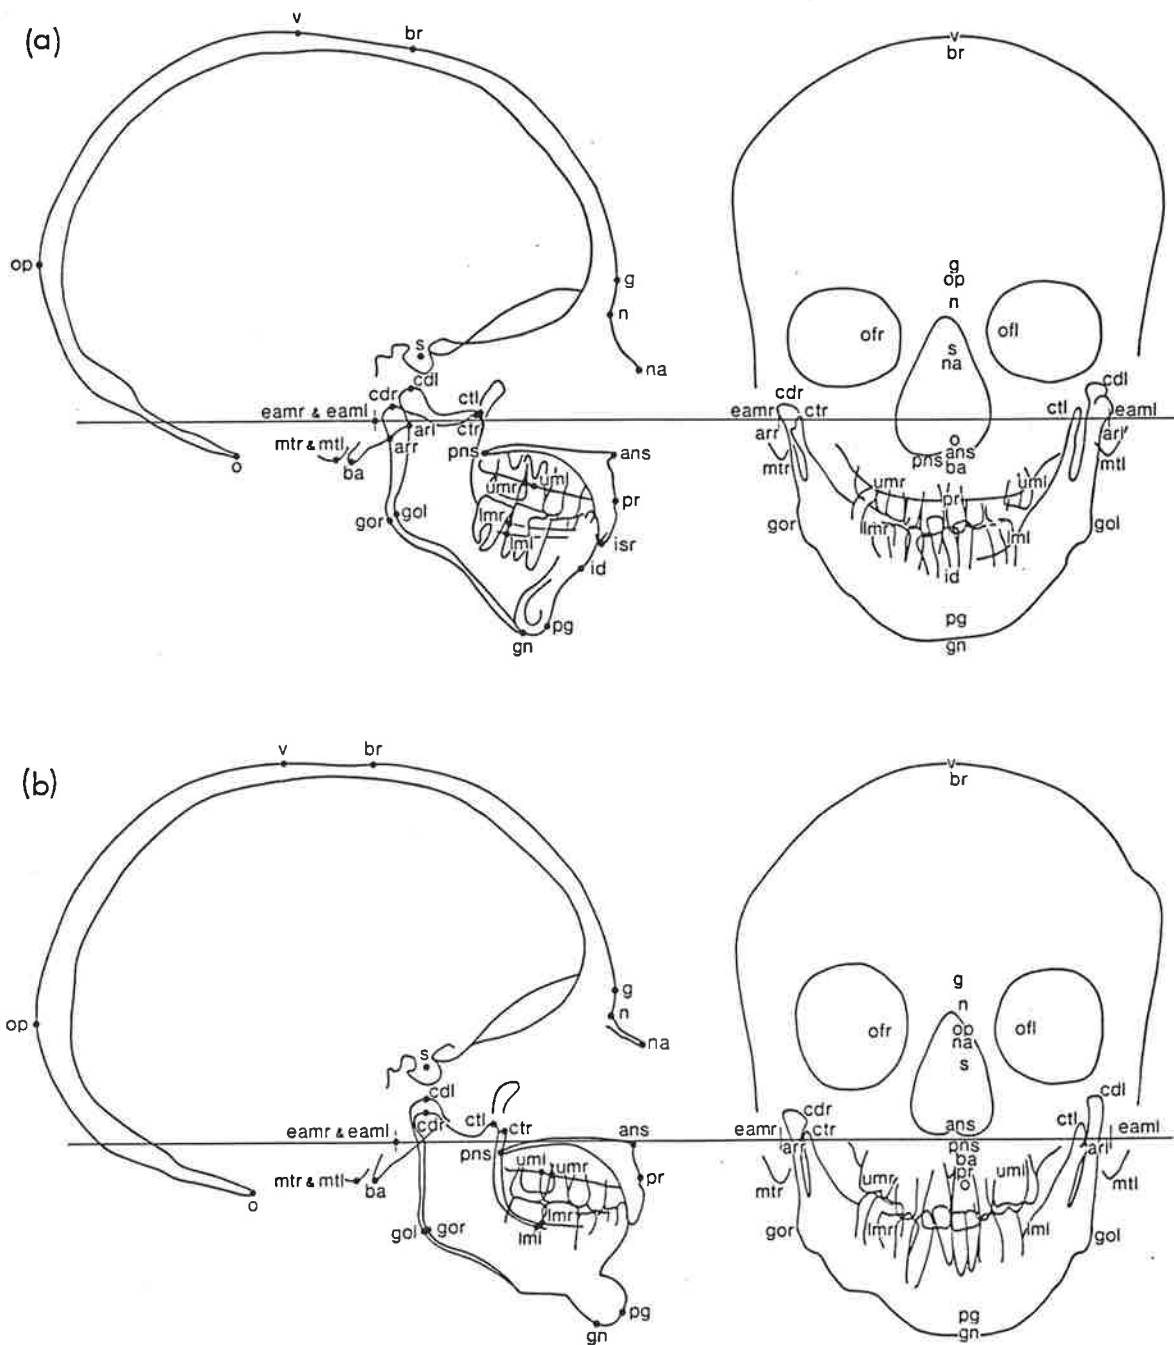 (a)
v
br
op
g
n
s
na
cdl
cdr
ctl
eamr & eaml
ctr
arl
mtr & mtl
ba
arr
o
pns
ans
umr
uml
pr
gor
gol
lmr
lml
isr
id
pg
gn
v
br
g
op
n
ofr
ofl
s
na
cdl
cdr
eamr
ctr
ctl
eaml
arr
arl
o
pns
ans
mtr
ba
mtl
umr
uml
pr
gor
lmr
lml
gol
id
pg
gn
(b)
v
br
g
n
op
na
s
cdl
eamr & eaml
cdr
ctl
ctr
ans
pns
mtr & mtl
ba
uml
umr
pr
o
gol
gor
lmr
lml
pg
gn
v
br
g
n
ofr
op
ofl
na
s
cdl
cdr
eamr
ctr
ans
ctl
eaml
arr
pns
arl
ba
mtr
umr
pr
uml
mtl
o
gor
lmr
lml
gol
pg
gn